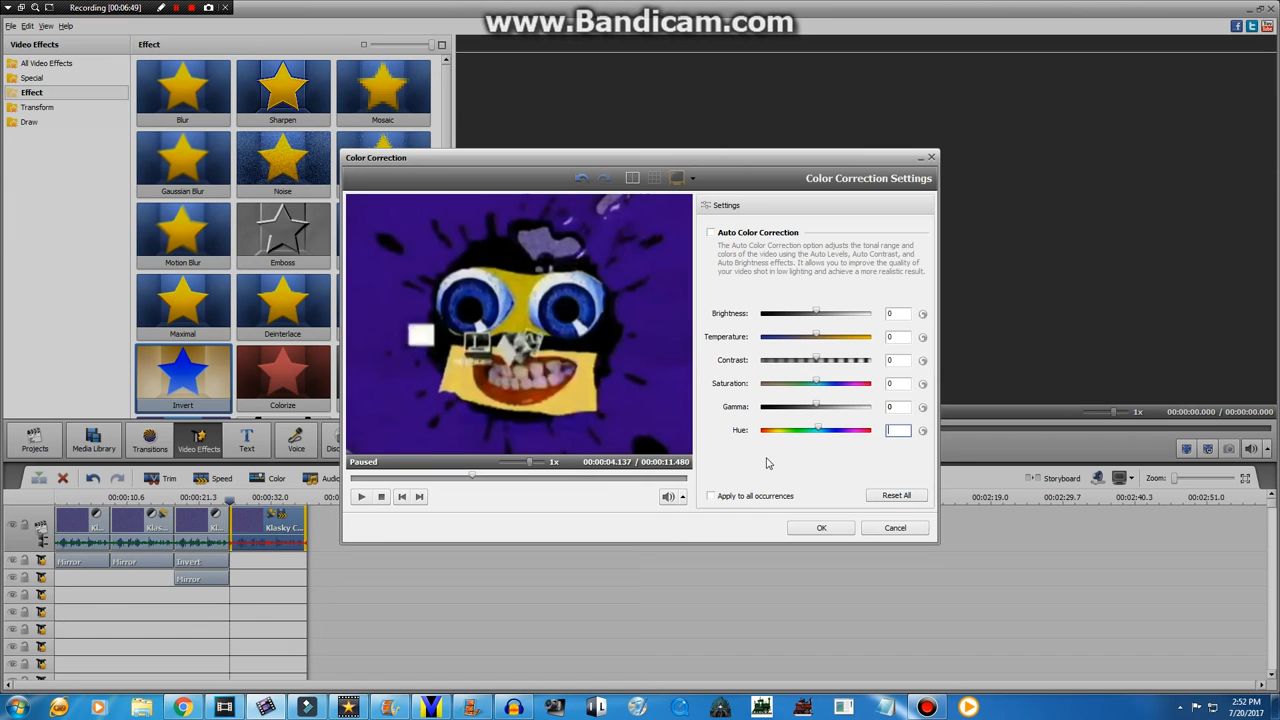 www.Bandicam.com
Recording [00:06:49]
File Edit View
Video Effects
Effect
All Video Effects
Special
Effect
Transform
Draw
Blur
Sharpen
Mosaic
Gaussian Blur
Noise
Motion Blur
Emboss
Maximal
Deinterlace
Invert
Colorize
Color Correction
Color Correction Settings
Settings
Auto Color Correction
The Auto Color Correction option adjusts the tonal range and
colors of the video using the Auto Levels, Auto Contrast, and
Auto Brightness effects. It allows you to improve the quality of
your video shot in low lighting and achieve a more realistic result.
Brightness: 0
Temperature: 0
Contrast: 0
Saturation: 0
Gamma: 0
Hue:
Paused 1x 00:00:04.137 / 00:00:11.480
Apply to all occurrences
Reset All
OK
Cancel
1x 00:00:00.000 / 00:00:00.000
Projects
Media Library
Transitions
Video Effects
Text
Voice
Trim
Speed
Color
Storyboard
Zoom:
00:00:10.6 00:00:21.3 00:00:32.0
00:02:19.0 00:02:29.7 00:02:40.3 00:02:51.0
Kl...
Klas...
Kl...
Klasky C...
Mirror
Mirror
Invert
Mirror
2:52 PM
7/20/2017